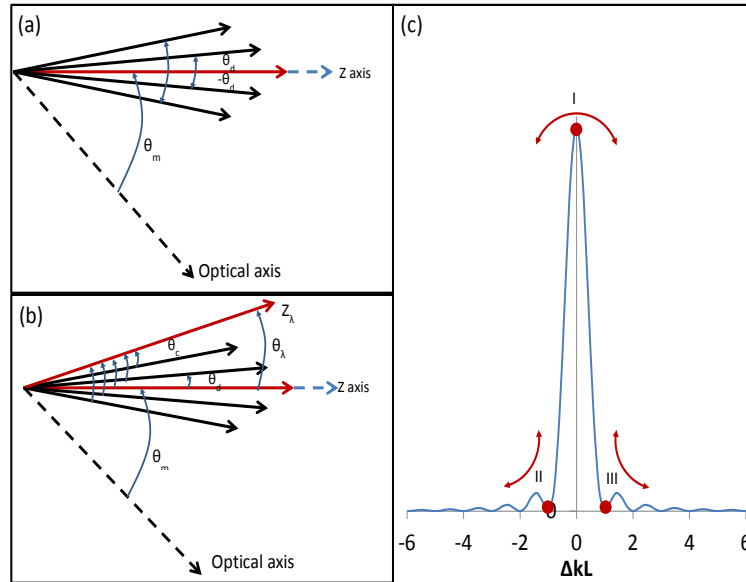 (a)
θd
-θd
Z axis
θm
Optical axis
(b)
Zλ
θc
θλ
θd
Z axis
θm
Optical axis
(c)
I
II
III
0
-6 -4 -2 0 2 4 6
ΔkL